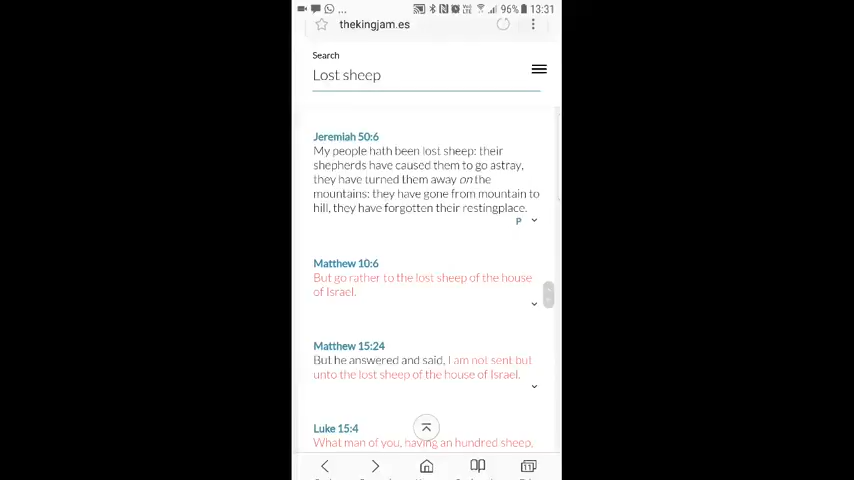 ... 96% 13:31
thekingjam.es
Search
Lost sheep
Jeremiah 50:6
My people hath been lost sheep: their
shepherds have caused them to go astray,
they have turned them away on the
mountains: they have gone from mountain to
hill, they have forgotten their restingplace.
P
Matthew 10:6
But go rather to the lost sheep of the house
of Israel.
Matthew 15:24
But he answered and said, I am not sent but
unto the lost sheep of the house of Israel.
Luke 15:4
What man of you, having an hundred sheep,
11